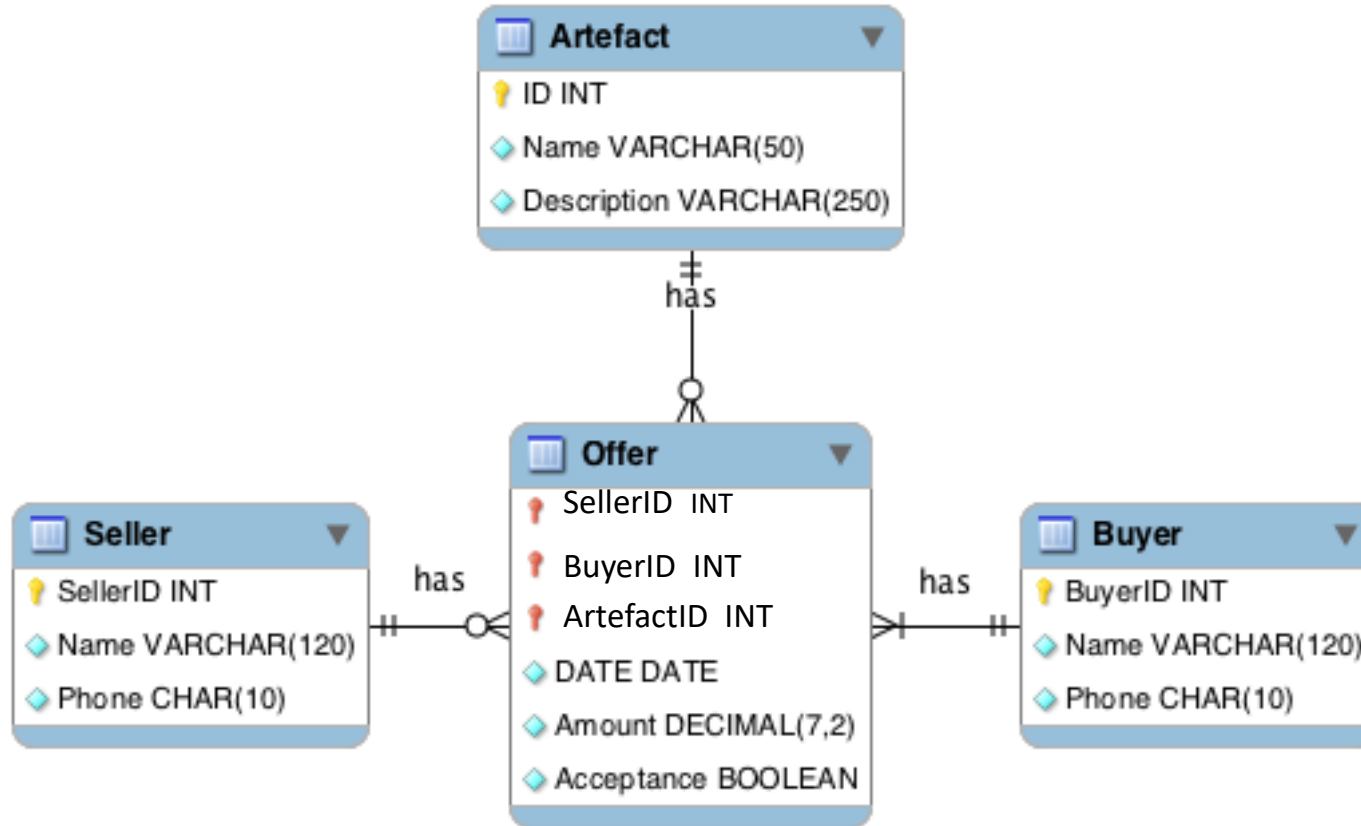 Artefact
ID INT
Name VARCHAR(50)
Description VARCHAR(250)
has
Offer
SellerID INT
BuyerID INT
ArtefactID INT
DATE DATE
Amount DECIMAL(7,2)
Acceptance BOOLEAN
Seller
SellerID INT
Name VARCHAR(120)
Phone CHAR(10)
has
has
Buyer
BuyerID INT
Name VARCHAR(120)
Phone CHAR(10)